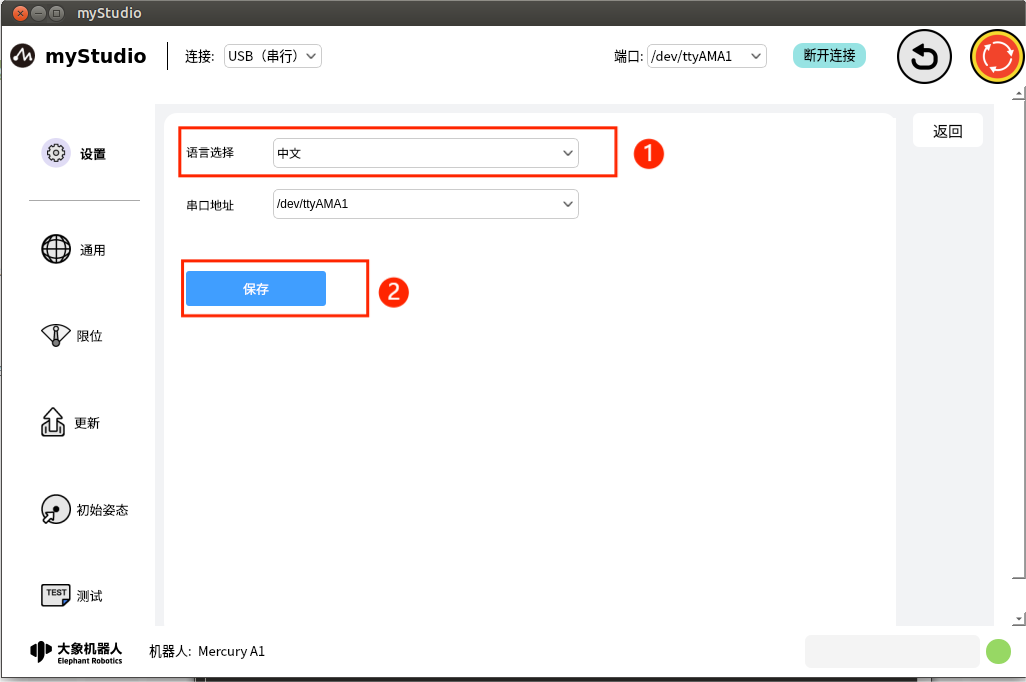 myStudio
myStudio 连接: USB（串行） 端口: /dev/ttyAMA1 断开连接
设置
语言选择 中文 1
返回
串口地址 /dev/ttyAMA1
通用
保存 2
限位
更新
初始姿态
TEST 测试
大象机器人
Elephant Robotics
机器人: Mercury A1